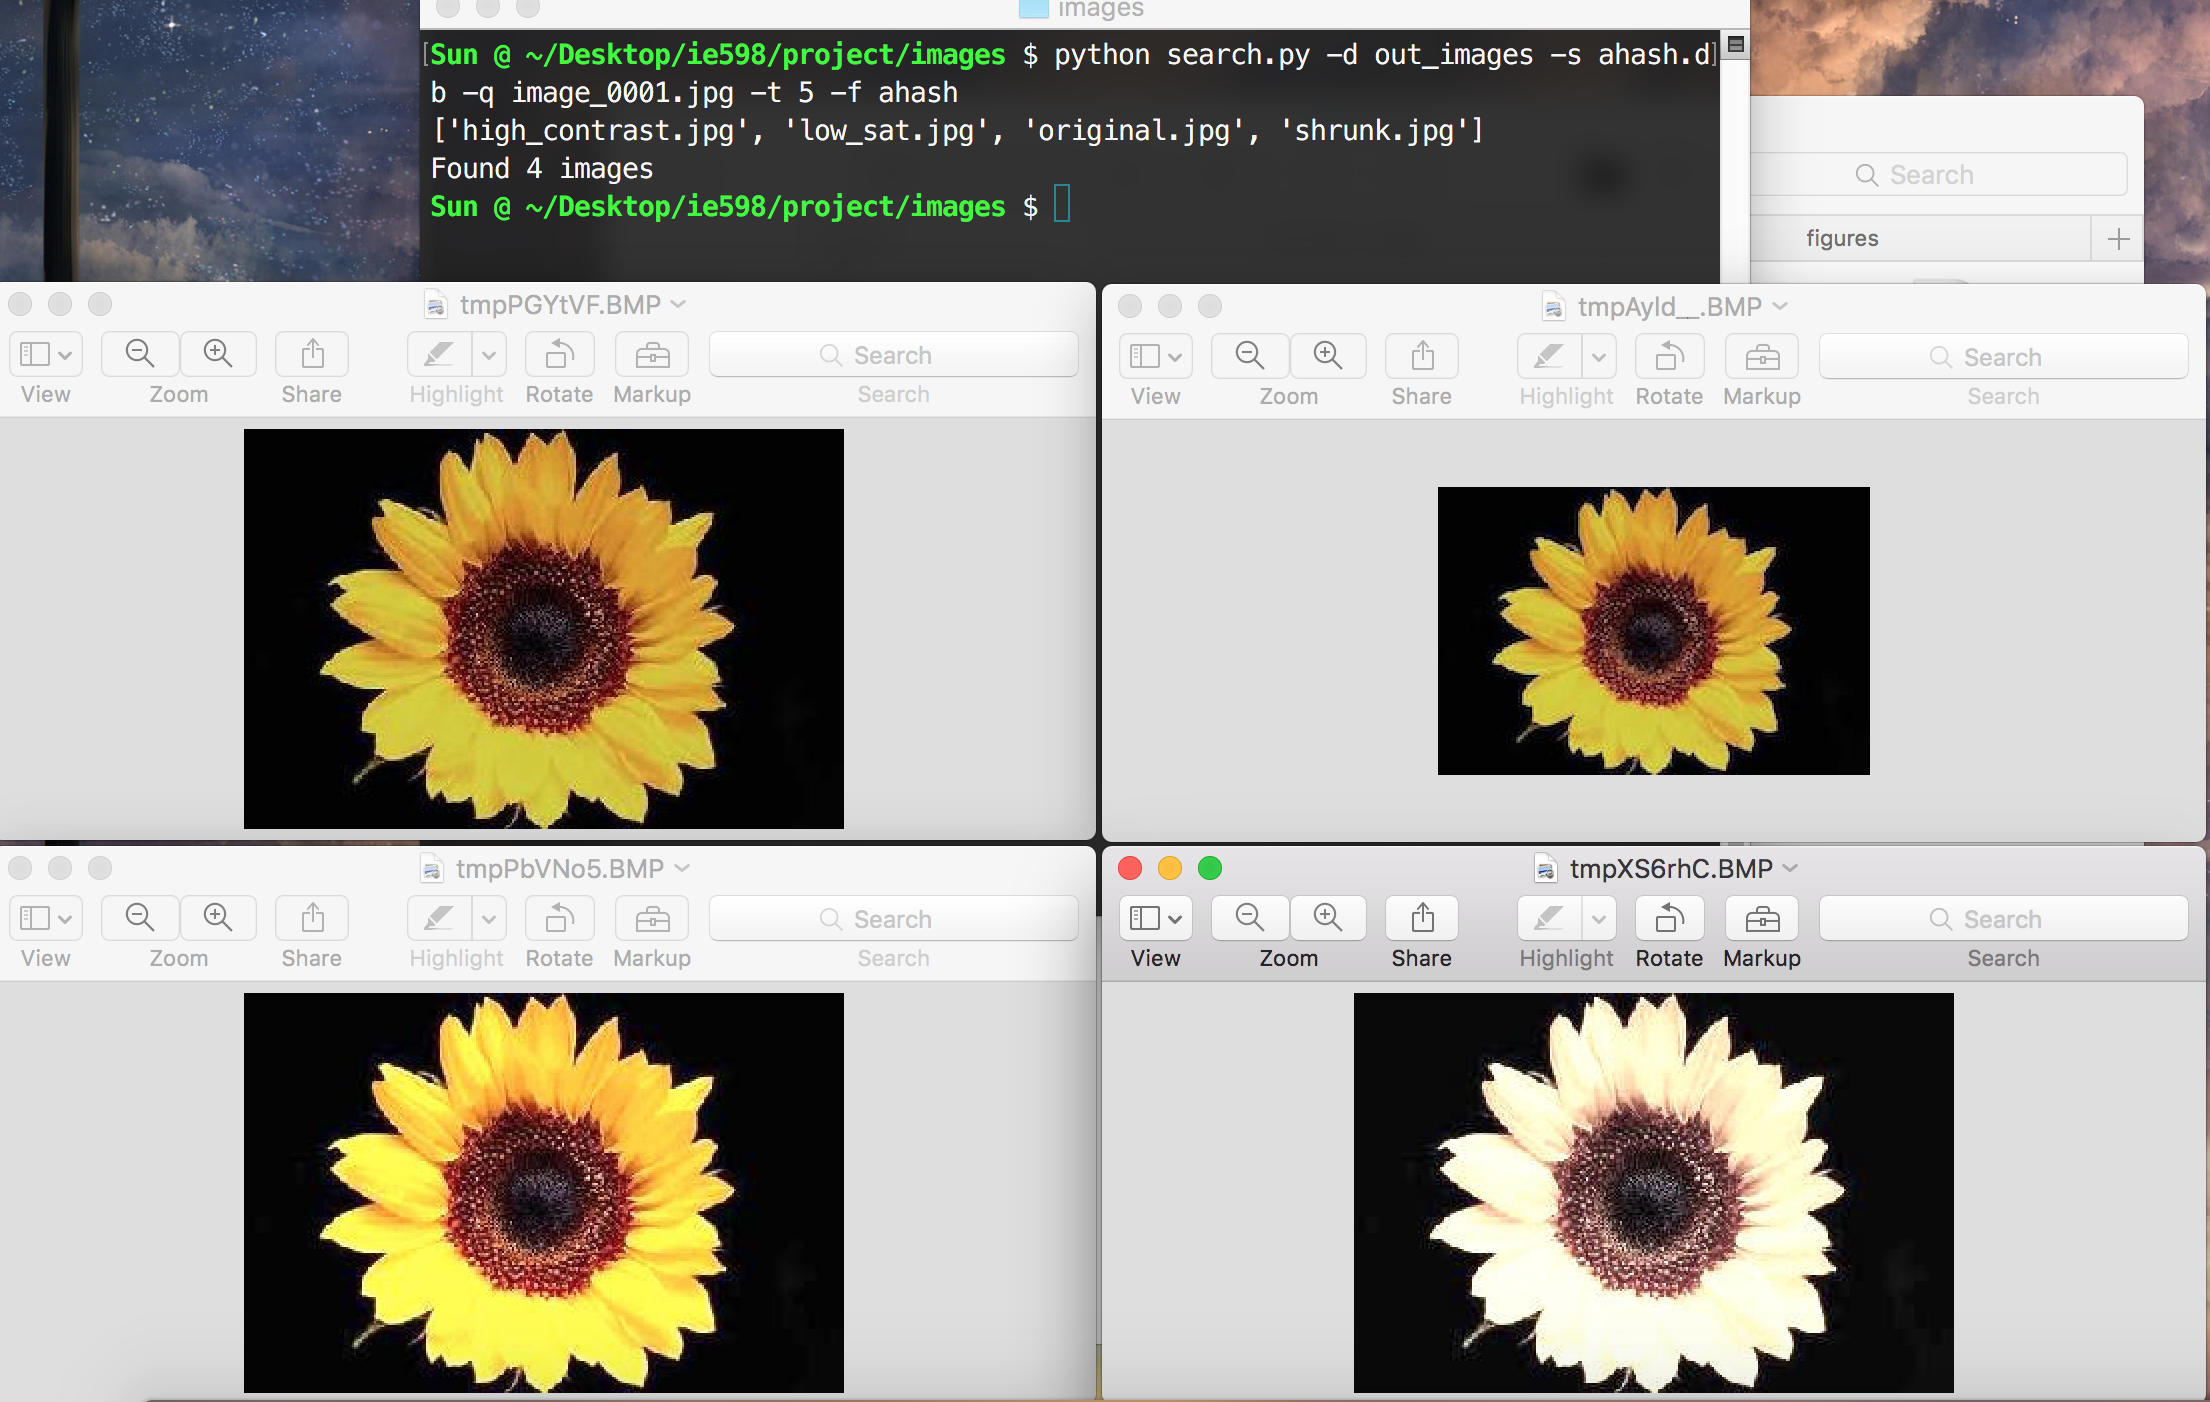 images
Sun @ ~/Desktop/ie598/project/images $ python search.py -d out_images -s ahash.d
b -q image_0001.jpg -t 5 -f ahash
['high_contrast.jpg', 'low_sat.jpg', 'original.jpg', 'shrunk.jpg']
Found 4 images
Sun @ ~/Desktop/ie598/project/images $
Search
figures
tmpPGYtVF.BMP
Search
View Zoom Share Highlight Rotate Markup Search
tmpAyId__.BMP
Search
View Zoom Share Highlight Rotate Markup Search
tmpPbVNo5.BMP
Search
View Zoom Share Highlight Rotate Markup Search
tmpXS6rhC.BMP
Search
View Zoom Share Highlight Rotate Markup Search